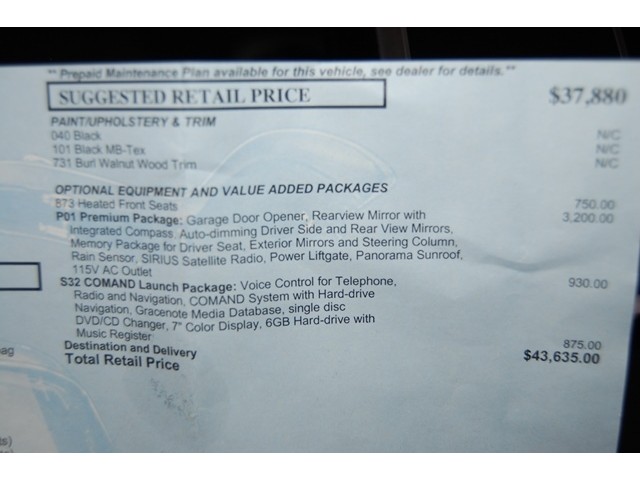 ** Prepaid Maintenance Plan available for this vehicle, see dealer for details.**
SUGGESTED RETAIL PRICE $37,880
PAINT/UPHOLSTERY & TRIM
040 Black N/C
101 Black MB-Tex N/C
731 Burl Walnut Wood Trim N/C
OPTIONAL EQUIPMENT AND VALUE ADDED PACKAGES
873 Heated Front Seats 750.00
P01 Premium Package: Garage Door Opener, Rearview Mirror with 3,200.00
Integrated Compass, Auto-dimming Driver Side and Rear View Mirrors,
Memory Package for Driver Seat, Exterior Mirrors and Steering Column,
Rain Sensor, SIRIUS Satellite Radio, Power Liftgate, Panorama Sunroof,
115V AC Outlet
S32 COMAND Launch Package: Voice Control for Telephone, 930.00
Radio and Navigation, COMAND System with Hard-drive
Navigation, Gracenote Media Database, single disc
DVD/CD Changer, 7" Color Display, 6GB Hard-drive with
Music Register
Destination and Delivery 875.00
Total Retail Price $43,635.00